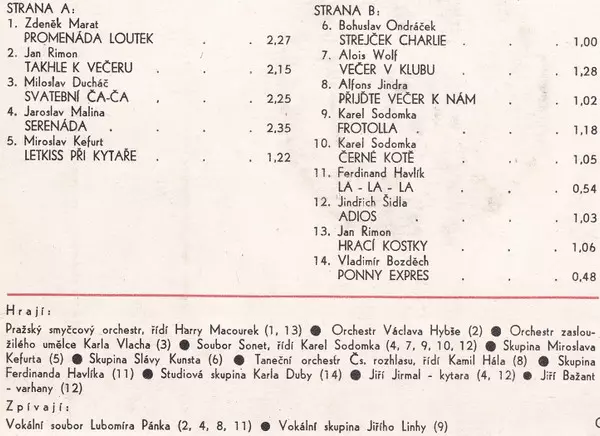 STRANA A:
1. Zdeněk Marat
PROMENÁDA LOUTEK . . 2,27
2. Jan Rimon
TAKHLE K VEČERU . . 2,15
3. Miloslav Ducháč
SVATEBNÍ ČA-ČA . . 2,25
4. Jaroslav Malina
SERENÁDA . . . 2,35
5. Miroslav Kefurt
LETKISS PŘI KYTAŘE . . 1,22
STRANA B:
6. Bohuslav Ondráček
STREJČEK CHARLIE . . . 1,00
7. Alois Wolf
VEČER V KLUBU . . . 1,28
8. Alfons Jindra
PŘIJĎTE VEČER K NÁM . . 1,02
9. Karel Sodomka
FROTOLLA . . . 1,18
10. Karel Sodomka
ČERNÉ KOTĚ . . . 1,05
11. Ferdinand Havlík
LA - LA - LA . . . 0,54
12. Jindřich Šidla
ADIOS . . . . 1,03
13. Jan Rimon
HRACÍ KOSTKY . . . 1,06
14. Vladimír Bozděch
PONNY EXPRES . . . 0,48
Hrají:
Pražský smyčcový orchestr, řídí Harry Macourek (1, 13) ● Orchestr Václava Hybše (2) ● Orchestr zaslou-
žilého umělce Karla Vlacha (3) ● Soubor Sonet, řídí Karel Sodomka (4, 7, 9, 10, 12) ● Skupina Miroslava
Kefurta (5) ● Skupina Slávy Kunsta (6) ● Taneční orchestr Čs. rozhlasu, řídí Kamil Hála (8) ● Skupina
Ferdinanda Havlíka (11) ● Studiová skupina Karla Duby (14) ● Jiří Jirmal - kytara (4, 12) ● Jiří Bažant
- varhany (12)
Zpívají:
Vokální soubor Lubomíra Pánka (2, 4, 8, 11) ● Vokální skupina Jiřího Linhy (9)